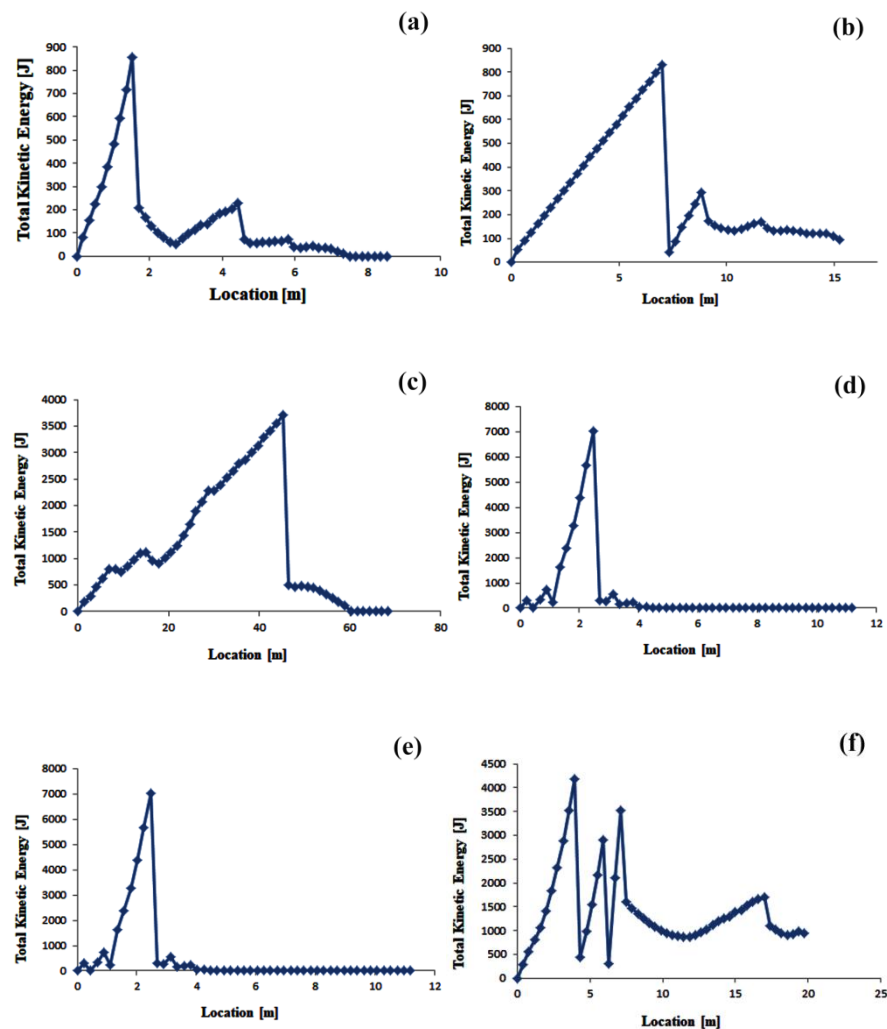 (a)
Total Kinetic Energy [J]
900
800
700
600
500
400
300
200
100
0
0 2 4 6 8 10
Location [m]
(b)
Total Kinetic Energy [J]
900
800
700
600
500
400
300
200
100
0
0 5 10 15
Location [m]
(c)
Total Kinetic Energy [J]
4000
3500
3000
2500
2000
1500
1000
500
0
0 20 40 60 80
Location [m]
(d)
Total Kinetic Energy [J]
8000
7000
6000
5000
4000
3000
2000
1000
0
0 2 4 6 8 10 12
Location [m]
(e)
Total Kinetic Energy [J]
8000
7000
6000
5000
4000
3000
2000
1000
0
0 2 4 6 8 10 12
Location [m]
(f)
Total Kinetic Energy [J]
4500
4000
3500
3000
2500
2000
1500
1000
500
0
0 5 10 15 20 25
Location [m]